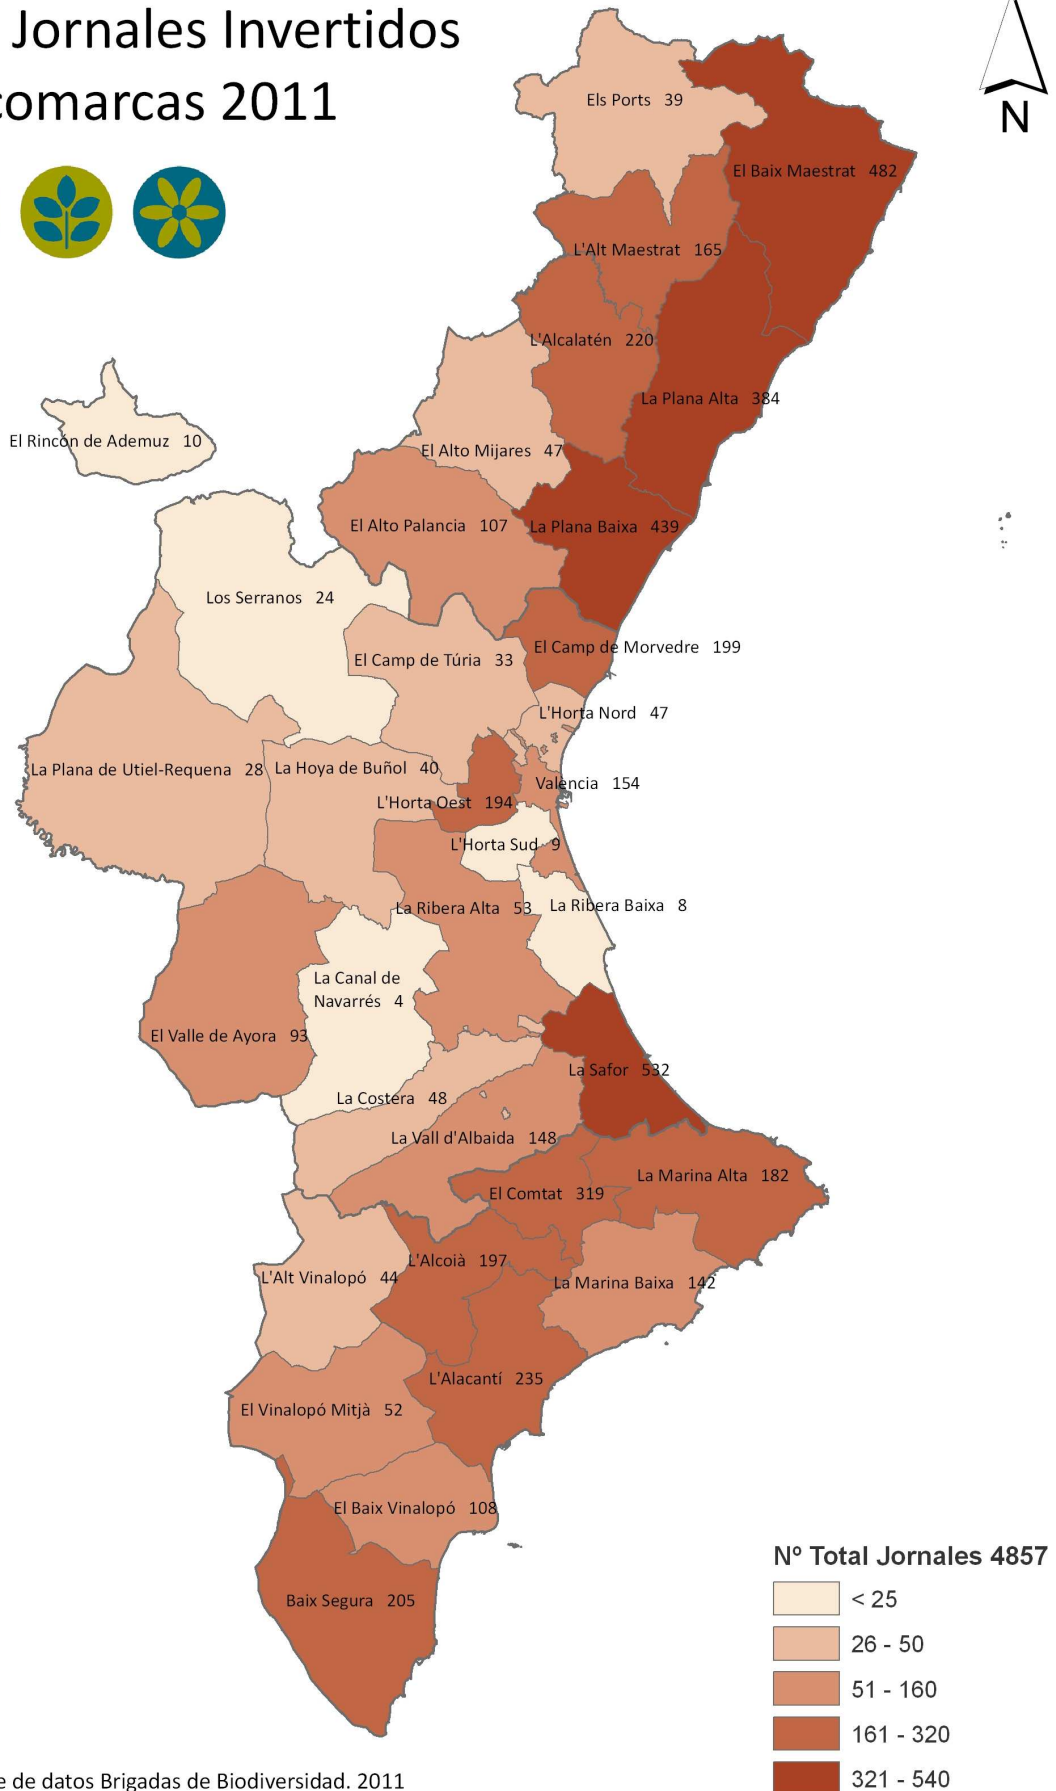 Jornales Invertidos
comarcas 2011
N
Els Ports 39
El Baix Maestrat 482
L'Alt Maestrat 165
L'Alcalatén 220
La Plana Alta 384
El Rincón de Ademuz 10
El Alto Mijares 47
El Alto Palancia 107
La Plana Baixa 439
Los Serranos 24
El Camp de Morvedre 199
El Camp de Túria 33
L'Horta Nord 47
La Plana de Utiel-Requena 28
La Hoya de Buñol 40
València 154
L'Horta Oest 194
L'Horta Sud 9
La Ribera Alta 53
La Ribera Baixa 8
La Canal de
Navarrés 4
El Valle de Ayora 93
La Safor 532
La Costera 48
La Vall d'Albaida 148
La Marina Alta 182
El Comtat 319
L'Alcoià 197
L'Alt Vinalopó 44
La Marina Baixa 142
L'Alacantí 235
El Vinalopó Mitjà 52
El Baix Vinalopó 108
Baix Segura 205
Nº Total Jornales 4857
< 25
26 - 50
51 - 160
161 - 320
321 - 540
e de datos Brigadas de Biodiversidad. 2011